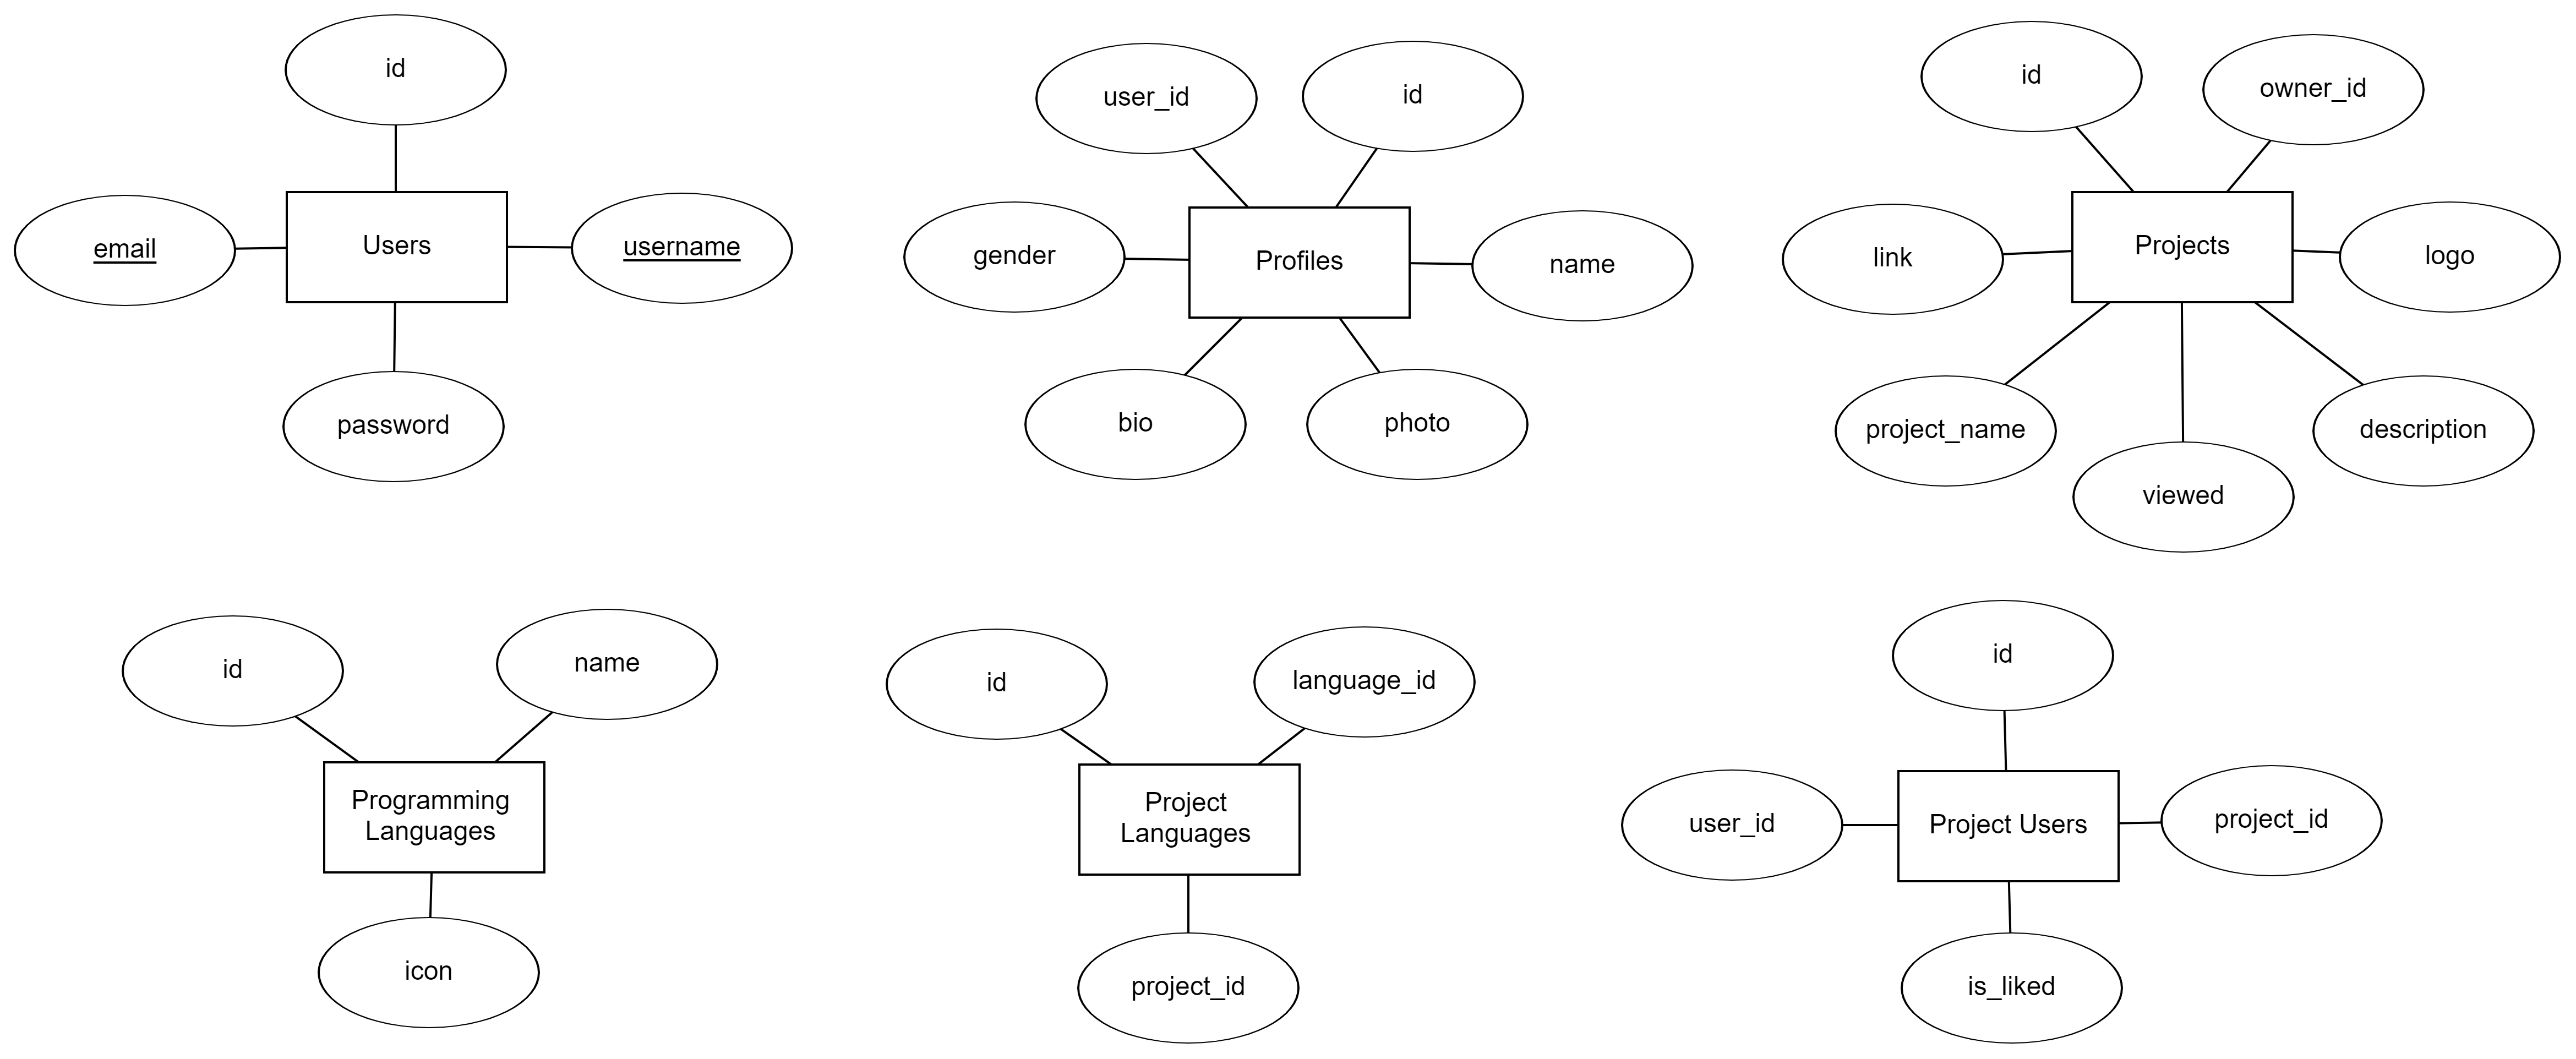 id
email
Users
username
password
user_id
id
gender
Profiles
name
bio
photo
id
owner_id
link
Projects
logo
project_name
viewed
description
id
name
Programming
Languages
icon
id
language_id
Project
Languages
project_id
id
user_id
Project Users
project_id
is_liked